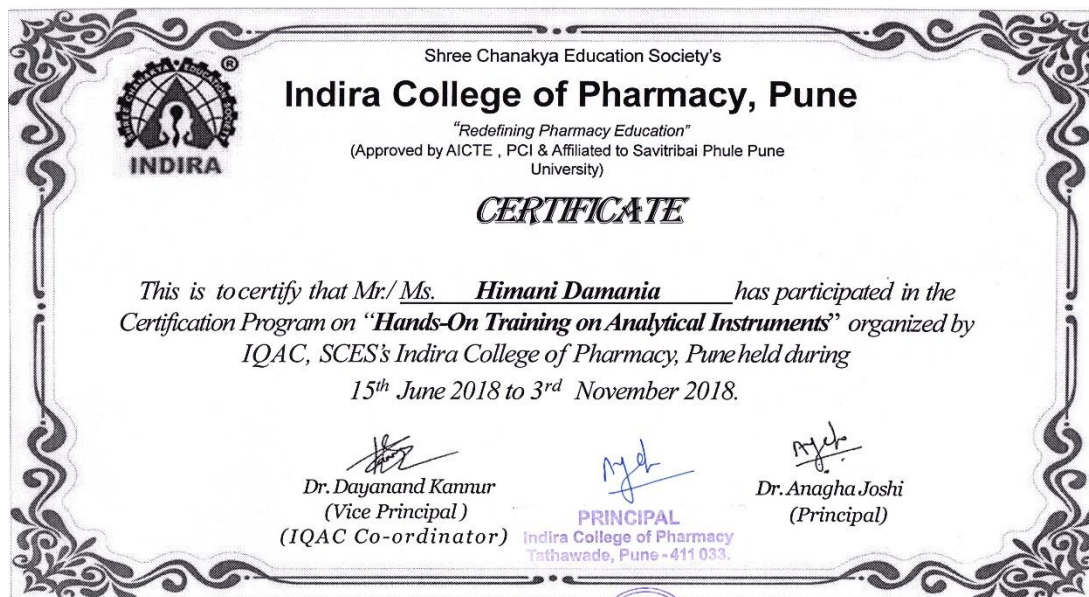 Shree Chanakya Education Society's
Indira College of Pharmacy, Pune
"Redefining Pharmacy Education"
(Approved by AICTE , PCI & Affiliated to Savitribai Phule Pune
University)
SHREE CHANAKYA EDUCATION SOCIETY
®
INDIRA
CERTIFICATE
This is to certify that Mr./ Ms. Himani Damania has participated in the
Certification Program on "Hands-On Training on Analytical Instruments" organized by
IQAC, SCES's Indira College of Pharmacy, Pune held during
15th June 2018 to 3rd November 2018.
Dr. Dayanand Kannur
(Vice Principal )
(IQAC Co-ordinator)
PRINCIPAL
Indira College of Pharmacy
Tathawade, Pune - 411 033.
Dr. Anagha Joshi
(Principal)